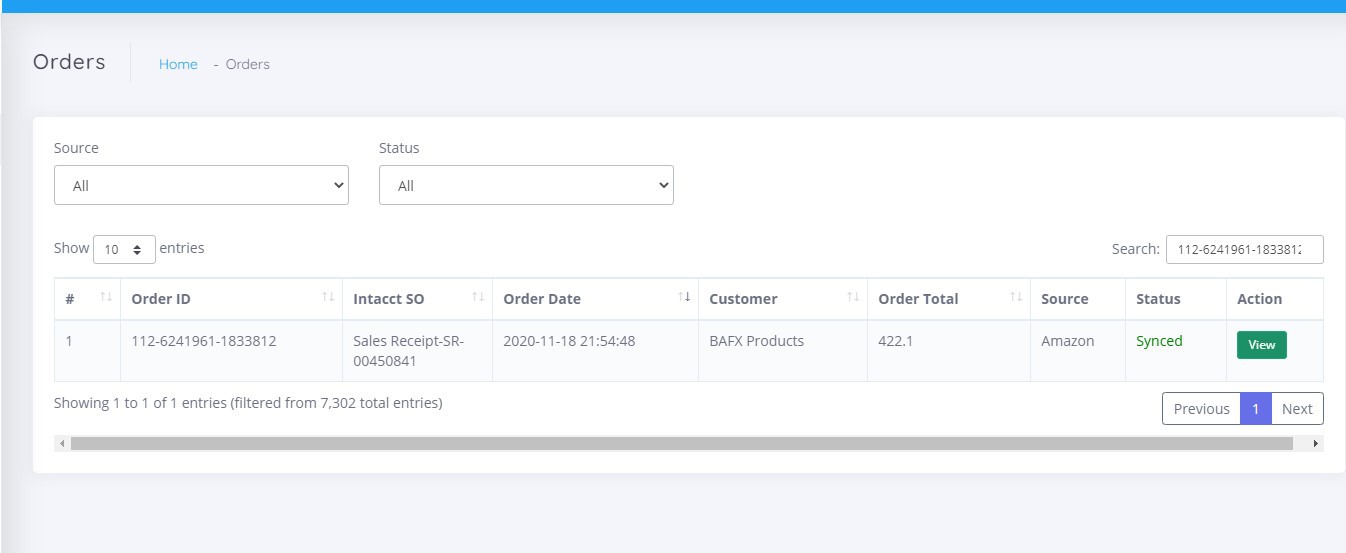 Orders
Home - Orders
Source Status
All All
Show 10 entries Search: 112-6241961-1833812
# Order ID Intacct SO Order Date Customer Order Total Source Status Action
1 112-6241961-1833812 Sales Receipt-SR- 2020-11-18 21:54:48 BAFX Products 422.1 Amazon Synced View
00450841
Showing 1 to 1 of 1 entries (filtered from 7,302 total entries) Previous 1 Next